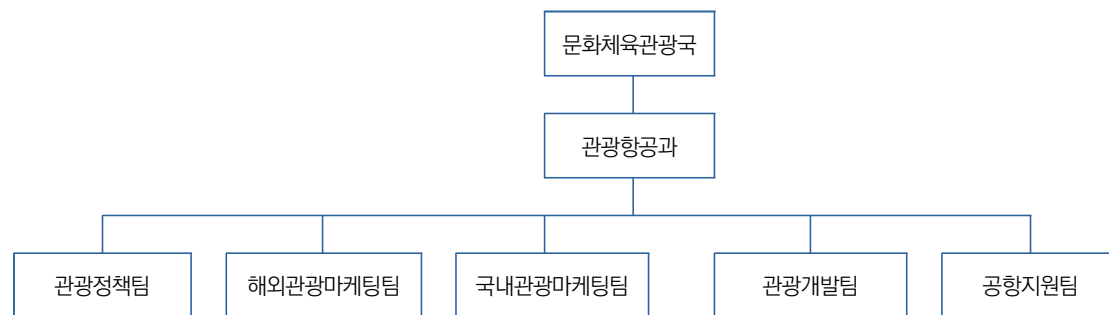 문화체육관광국
관광항공과
관광정책팀
해외관광마케팅팀
국내관광마케팅팀
관광개발팀
공항지원팀